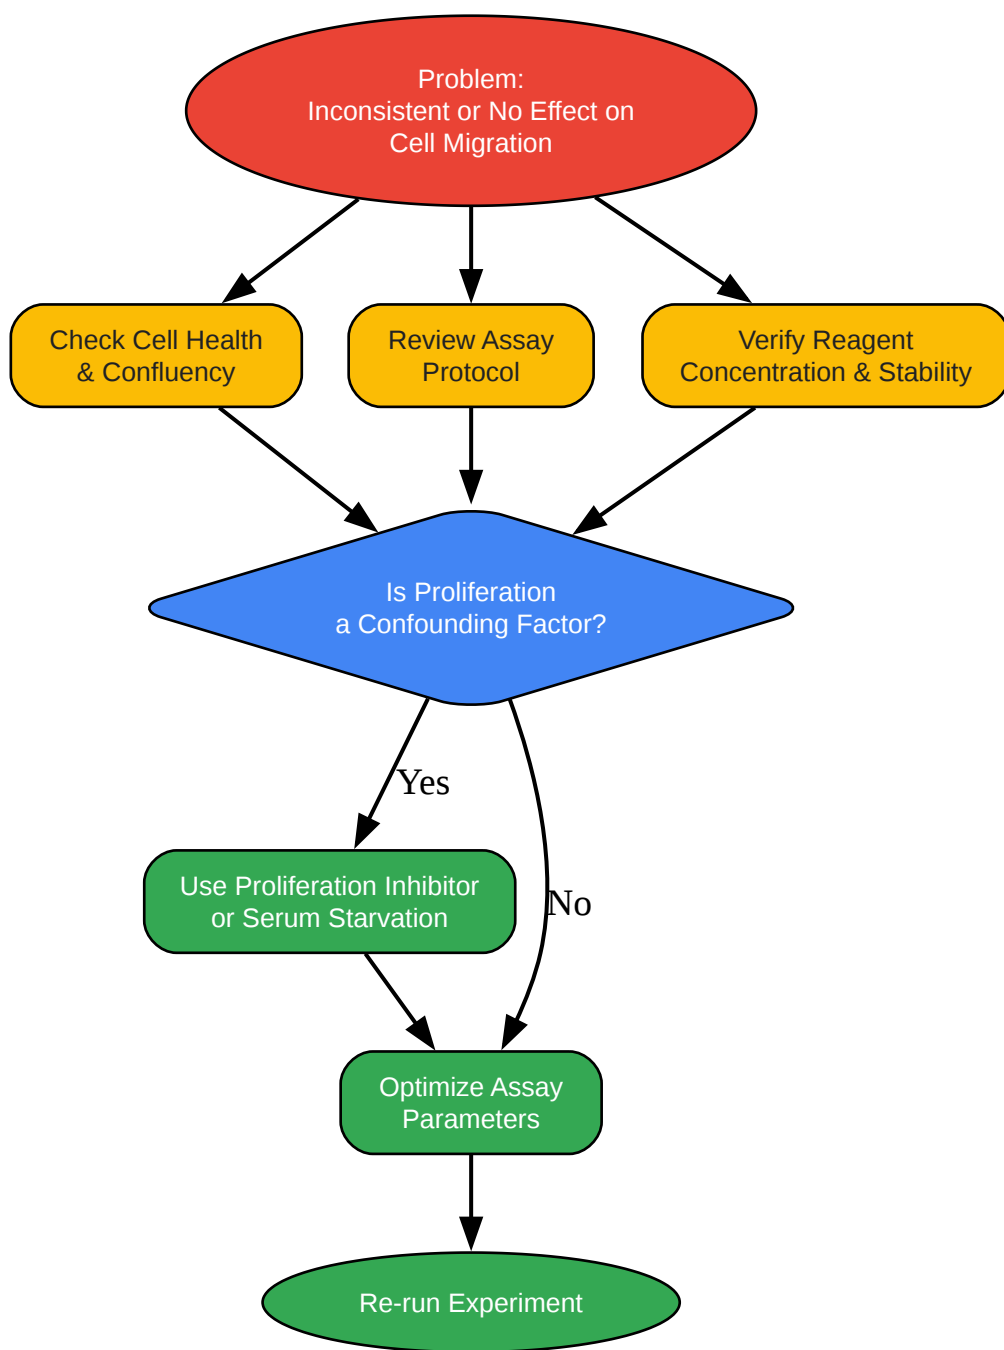 Problem:
Inconsistent or No Effect on
Cell Migration
Check Cell Health
& Confluency
Review Assay
Protocol
Verify Reagent
Concentration & Stability
Is Proliferation
a Confounding Factor?
Yes
Use Proliferation Inhibitor
or Serum Starvation
No
Optimize Assay
Parameters
Re-run Experiment